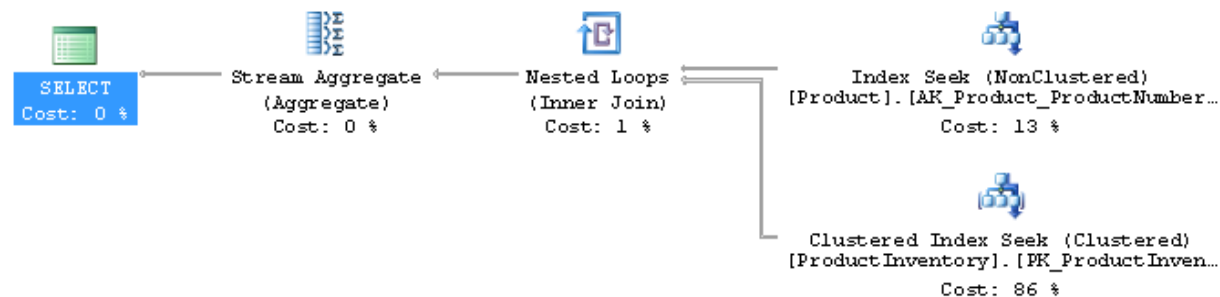 SELECT
Cost: 0 %
Stream Aggregate
(Aggregate)
Cost: 0 %
Nested Loops
(Inner Join)
Cost: 1 %
Index Seek (NonClustered)
[Product].[AK_Product_ProductNumber…
Cost: 13 %
Clustered Index Seek (Clustered)
[ProductInventory].[PK_ProductInven…
Cost: 86 %